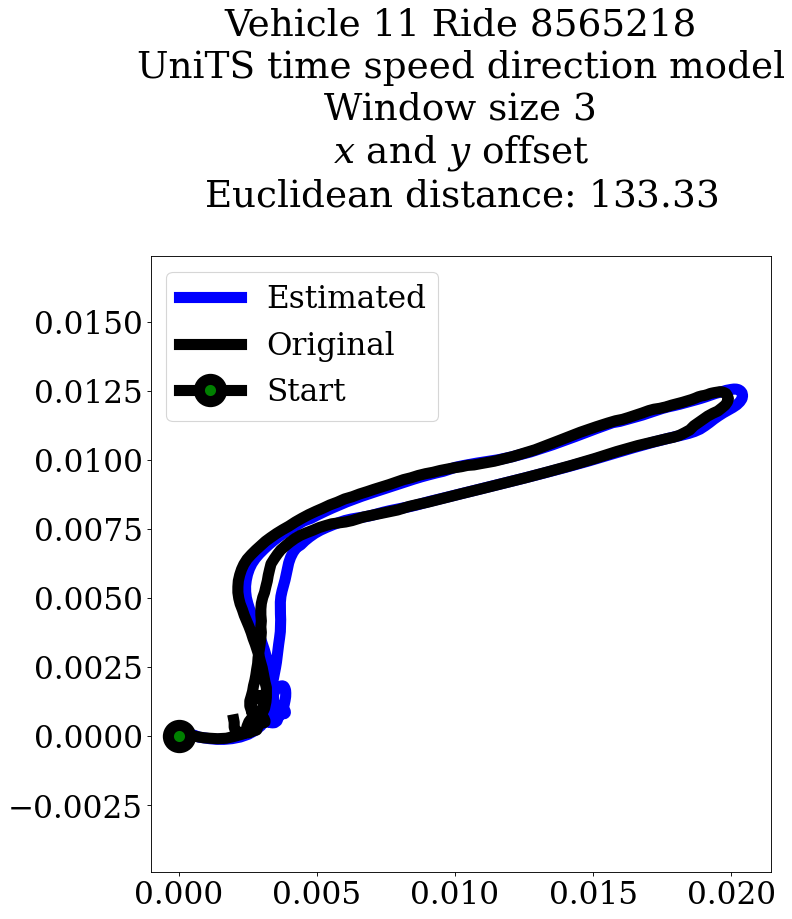 Vehicle 11 Ride 8565218
UniTS time speed direction model
Window size 3
x and y offset
Euclidean distance: 133.33
Estimated
Original
Start
0.0150
0.0125
0.0100
0.0075
0.0050
0.0025
0.0000
−0.0025
0.000 0.005 0.010 0.015 0.020